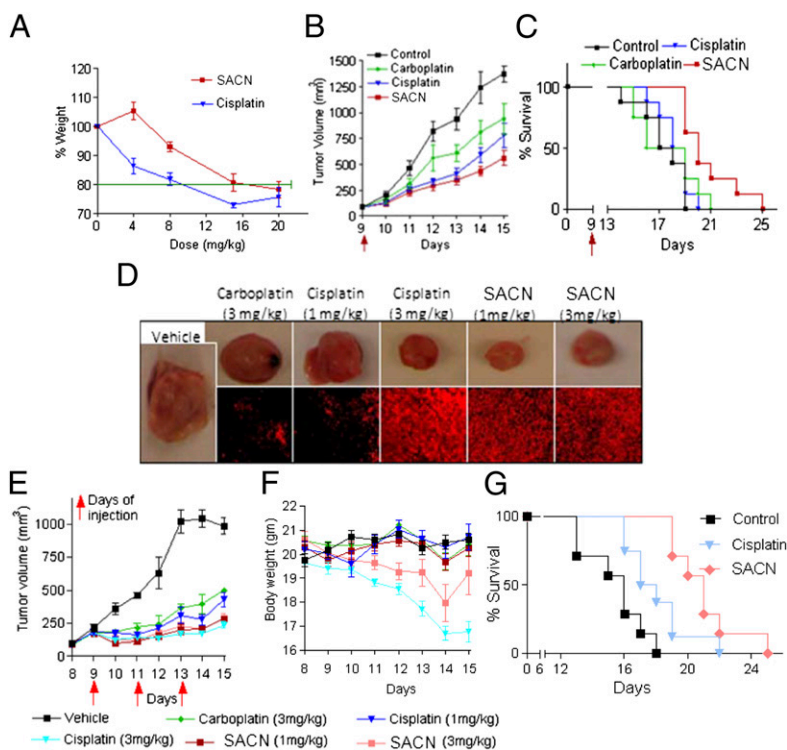 A
SACN
Cisplatin
% Weight
120
110
100
90
80
70
60
0
4
8
12
16
20
Dose (mg/kg)
B
Control
Carboplatin
Cisplatin
SACN
Tumor Volume (mm³)
1500
1250
1000
750
500
250
0
9 10 11 12 13 14 15
Days
C
Control
Cisplatin
Carboplatin
SACN
% Survival
100
50
0
0 9 13 17 21 25
Days
D
Vehicle
Carboplatin (3 mg/kg)
Cisplatin (1 mg/kg)
Cisplatin (3 mg/kg)
SACN (1mg/kg)
SACN (3mg/kg)
E
Days of injection
Tumor volume (mm³)
1000
750
500
250
0
8 9 10 11 12 13 14 15
Days
F
Body weight (gm)
22
21
20
19
18
17
16
8 9 10 11 12 13 14 15
Days
G
Control
Cisplatin
SACN
% Survival
100
50
0
0 6 12 16 20 24
Days
Vehicle
Carboplatin (3mg/kg)
Cisplatin (1mg/kg)
Cisplatin (3mg/kg)
SACN (1mg/kg)
SACN (3mg/kg)